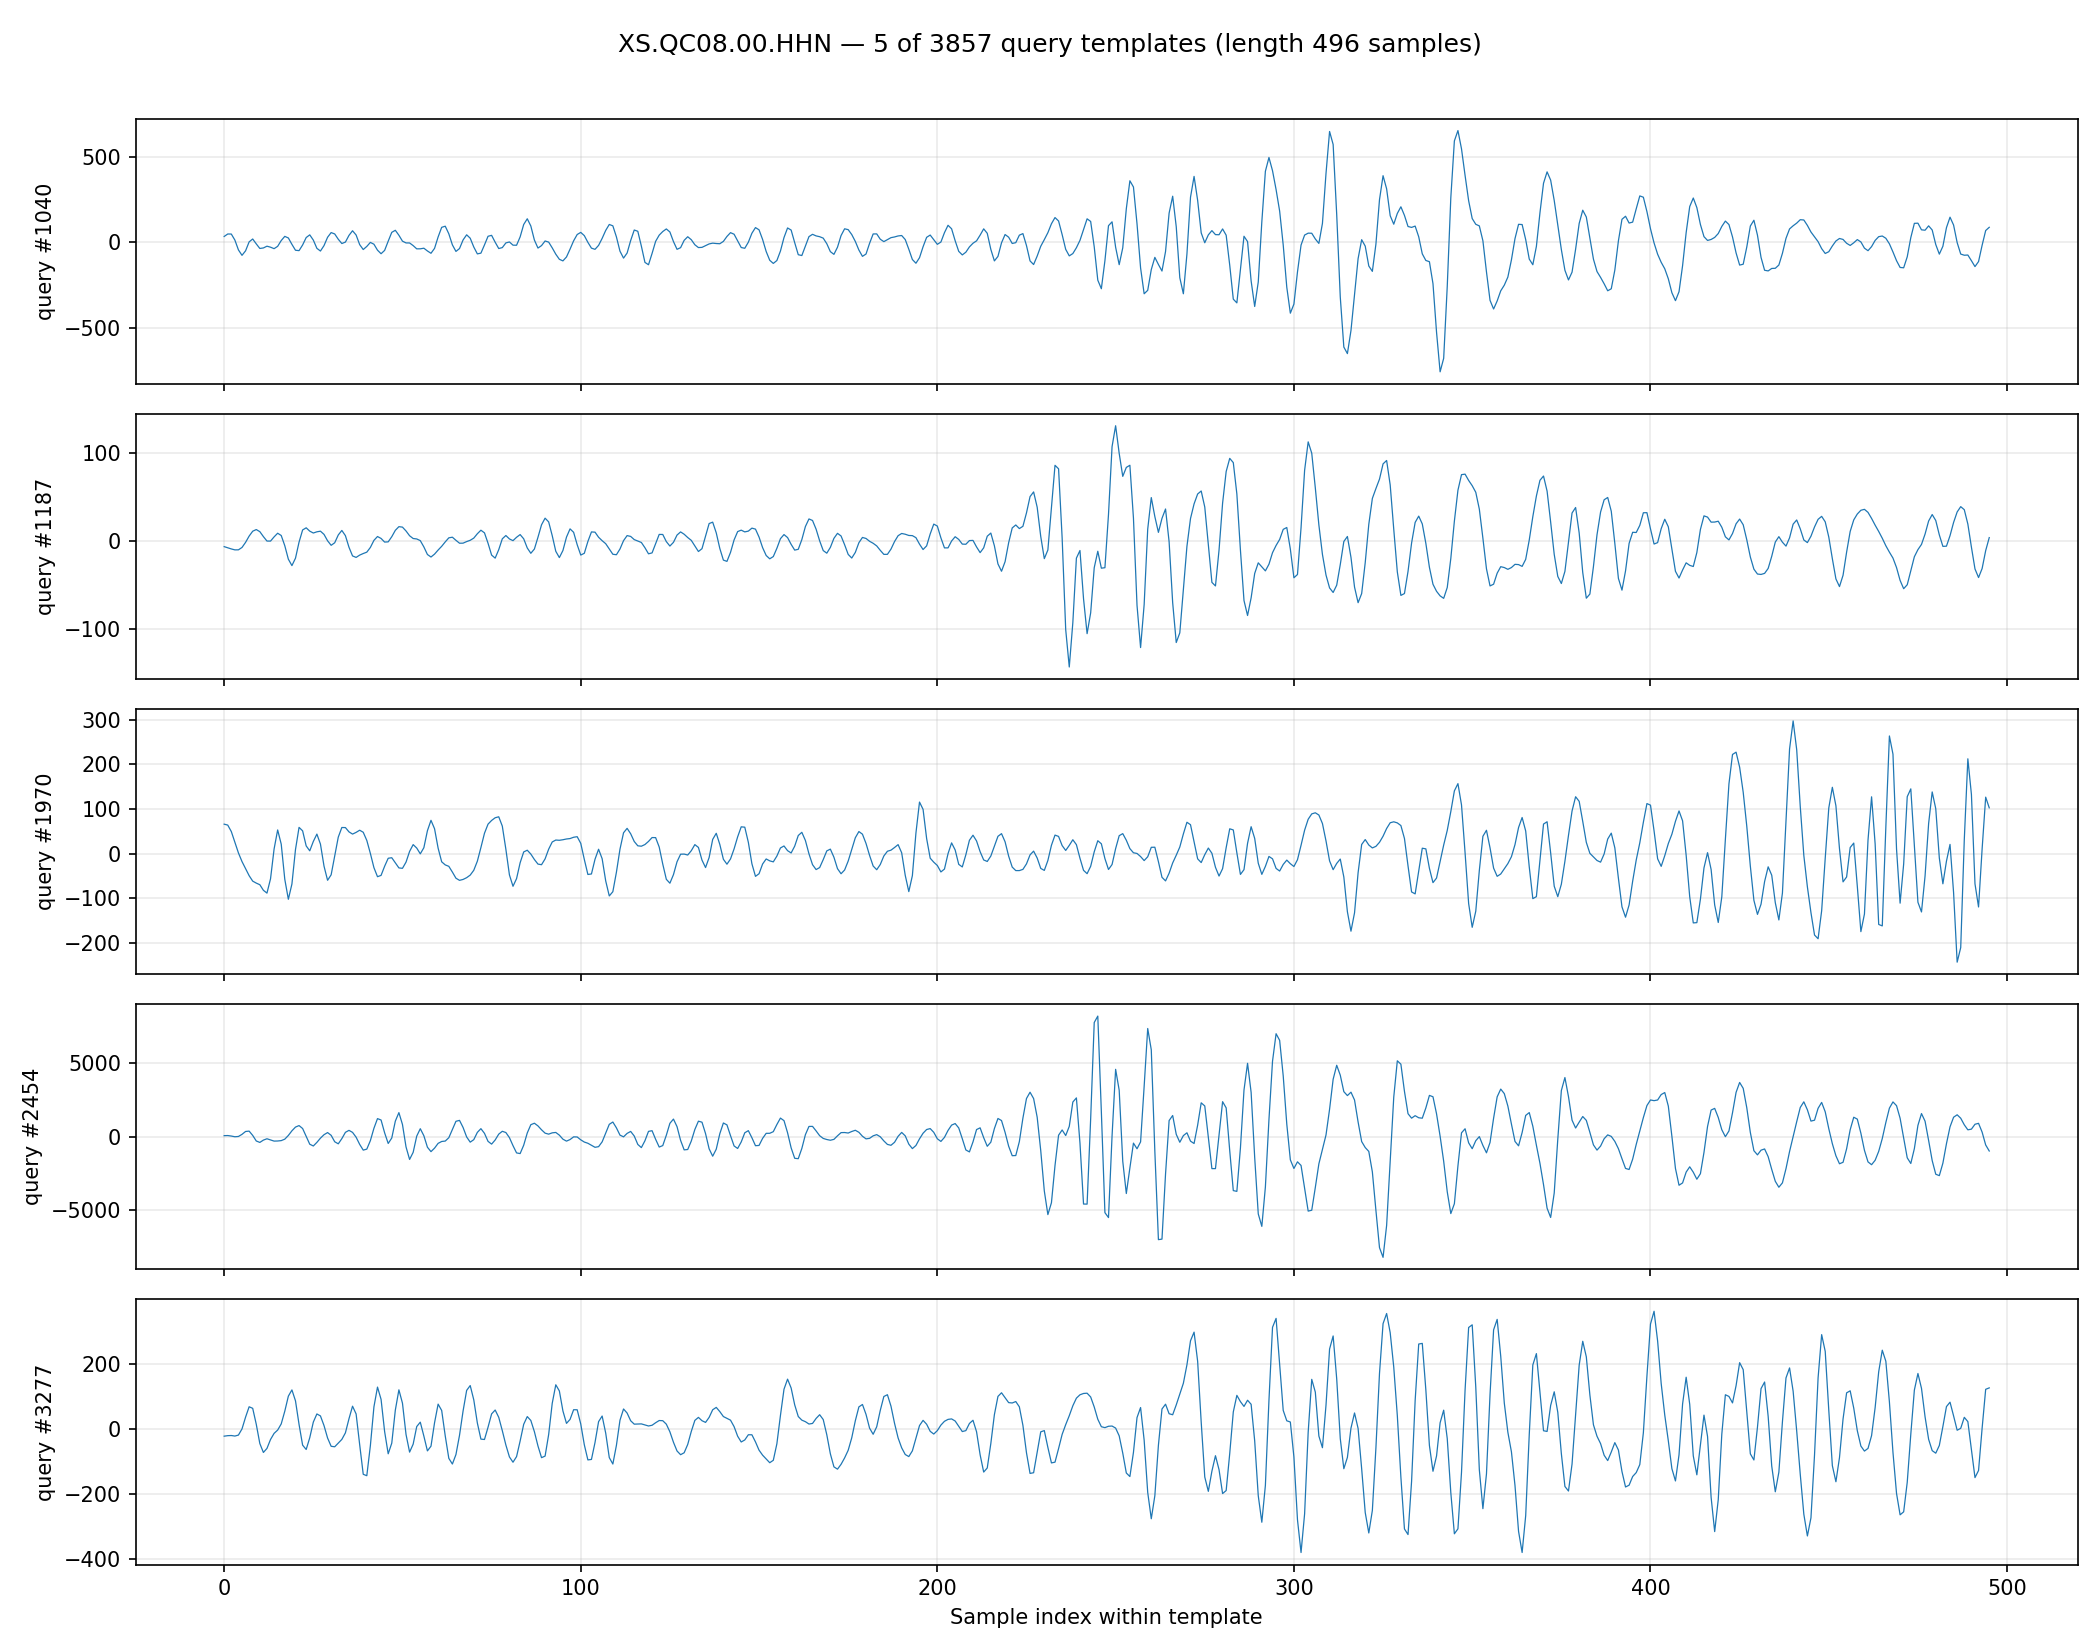 XS.QC08.00.HHN — 5 of 3857 query templates (length 496 samples)
query #1040
500
0
−500
query #1187
100
0
−100
query #1970
300
200
100
0
−100
−200
query #2454
5000
0
−5000
query #3277
200
0
−200
−400
0 100 200 300 400 500
Sample index within template